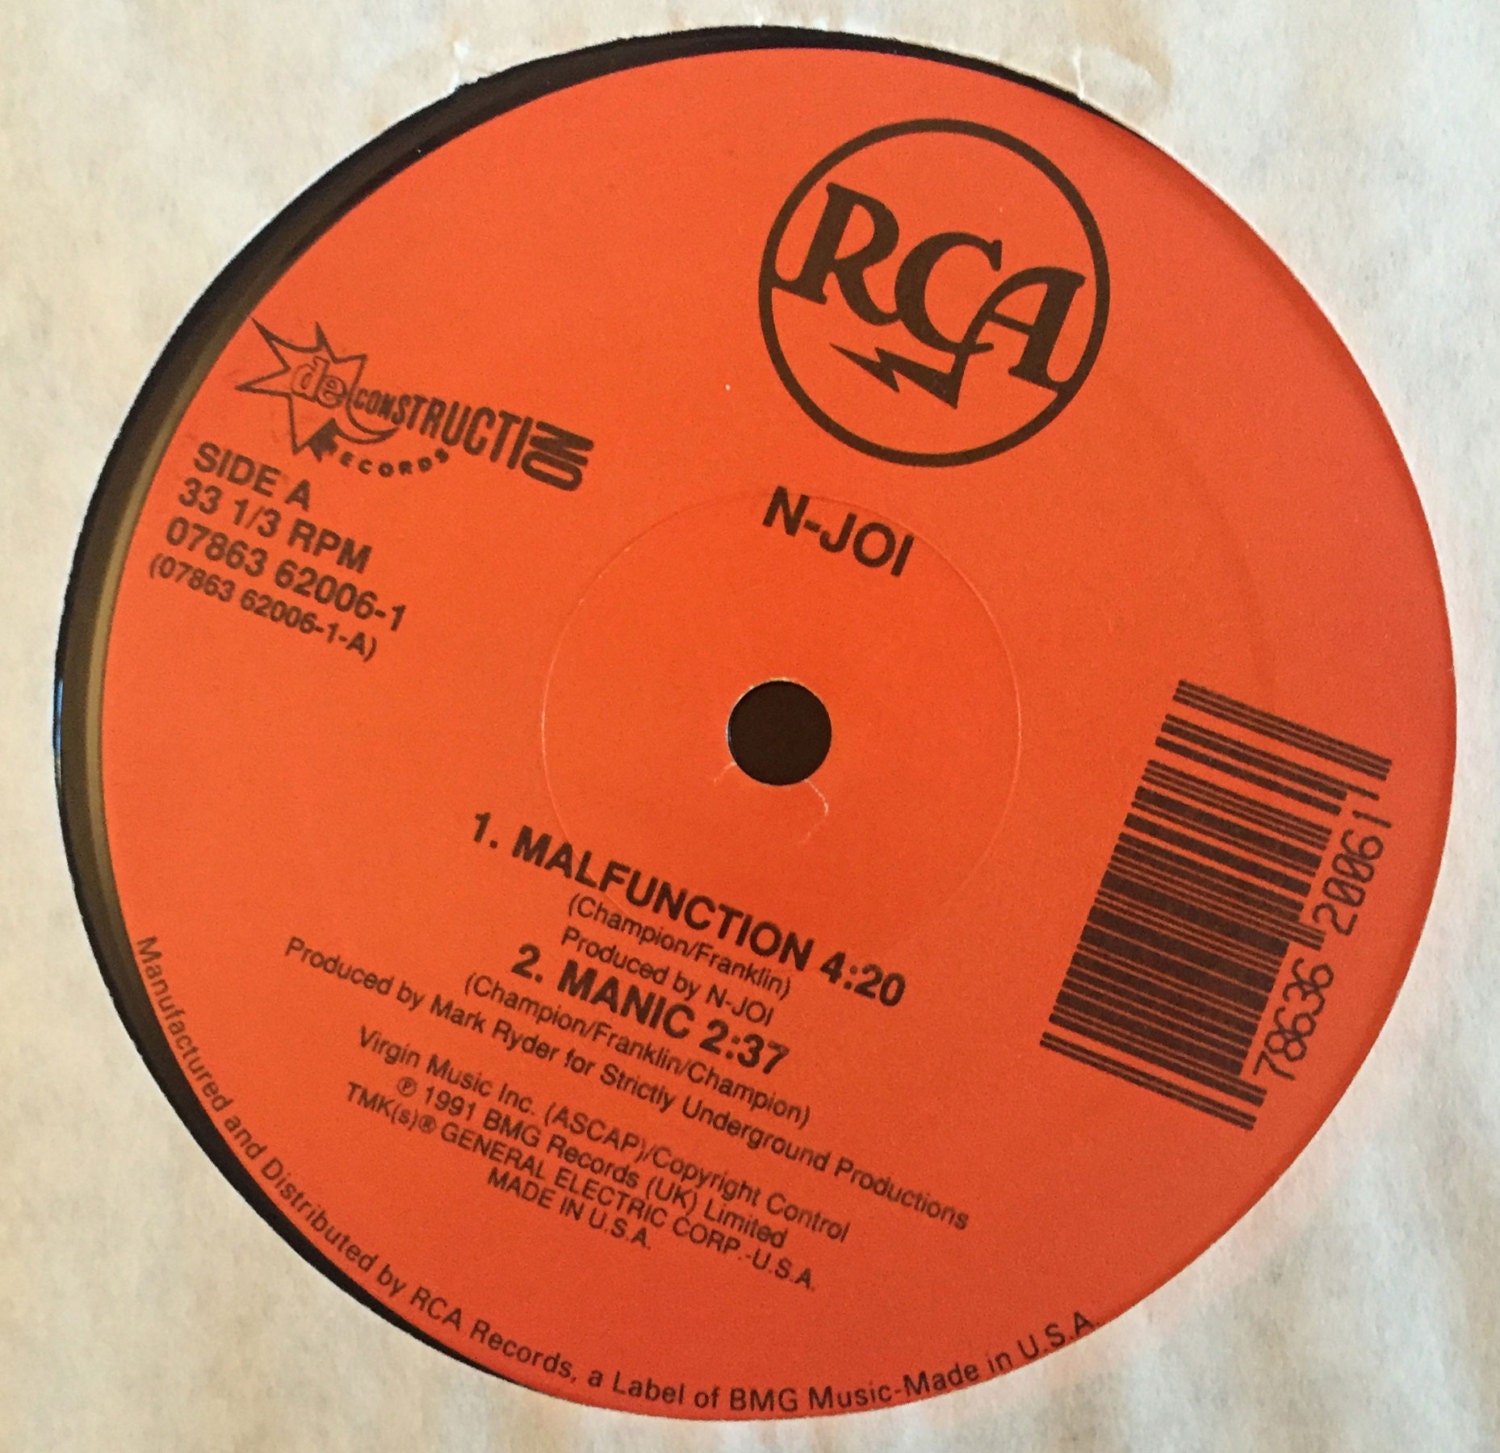 RCA
deCONSTRUCTION
RECORDS
SIDE A
33 1/3 RPM
07863 62006-1
(07863 62006-1-A)
N-JOI
1. MALFUNCTION 4:20
(Champion/Franklin)
Produced by N-JOI
2. MANIC 2:37
(Champion/Franklin/Champion)
Produced by Mark Ryder for Strictly Underground Productions
Virgin Music Inc. (ASCAP)/Copyright Control
℗ 1991 BMG Records (UK) Limited
TMK(s)® GENERAL ELECTRIC CORP.-U.S.A.
MADE IN U.S.A.
Manufactured and Distributed by RCA Records, a Label of BMG Music-Made in U.S.A.
78636 20061